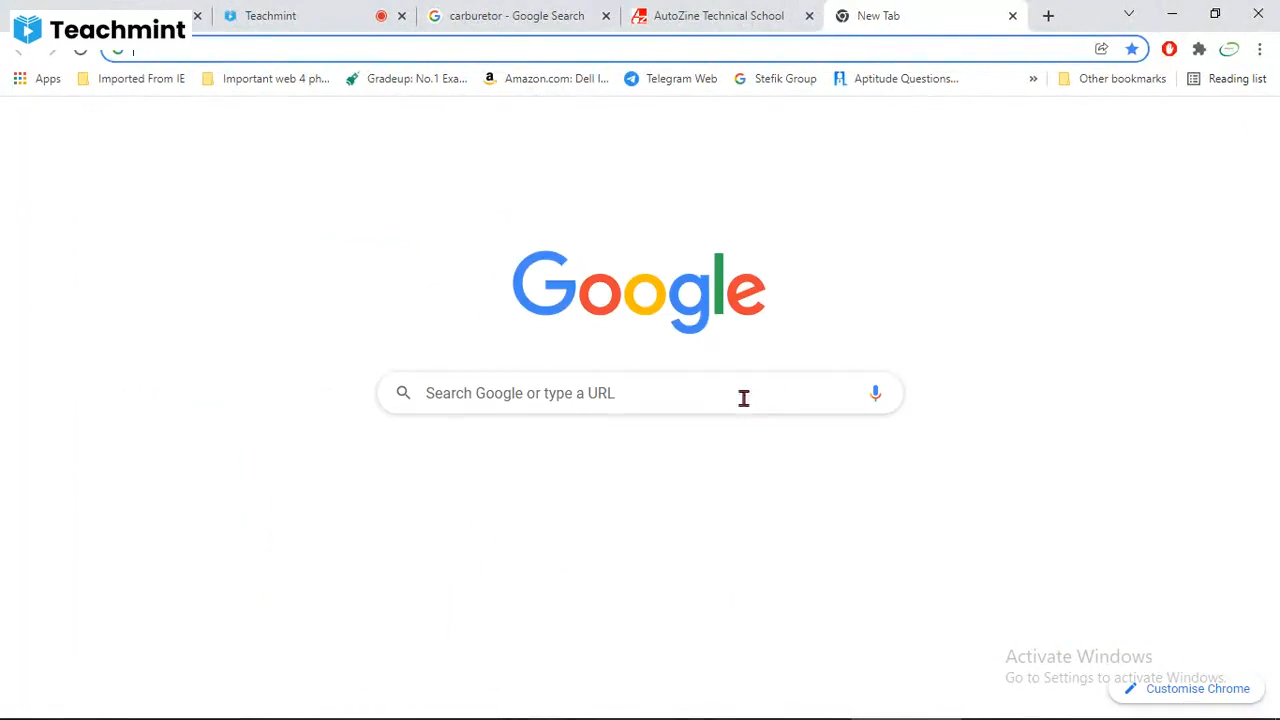 Teachmint
Teachmint
carburetor - Google Search
AutoZine Technical School
New Tab
Apps
Imported From IE
Important web 4 ph...
Gradeup: No.1 Exa...
Amazon.com: Dell I...
Telegram Web
Stefik Group
Aptitude Questions...
»
Other bookmarks
Reading list
Google
Search Google or type a URL
Activate Windows
Go to Settings to activate Windows.
Customise Chrome